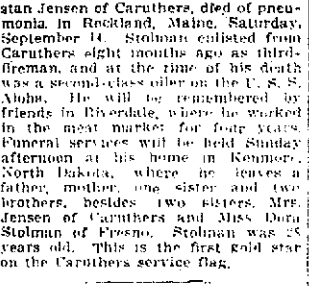 stan Jensen of Caruthers, died of pneu-
monia, in Rockland, Maine, Saturday,
September 14. Stolman enlisted from
Caruthers eight months ago as third-
fireman, and at the time of his death
was a second-class oiler on the U. S. S.
Aloha. He will be remembered by
friends in Riverdale, where he worked
in the meat market for four years.
Funeral services will be held Sunday
afternoon at his home in Kenmore,
North Dakota, where he leaves a
father, mother, one sister and two
brothers, besides two sisters, Mrs.
Jensen of Caruthers and Miss Dora
Stolman of Fresno. Stolman was 25
years old. This is the first gold star
on the Caruthers service flag.